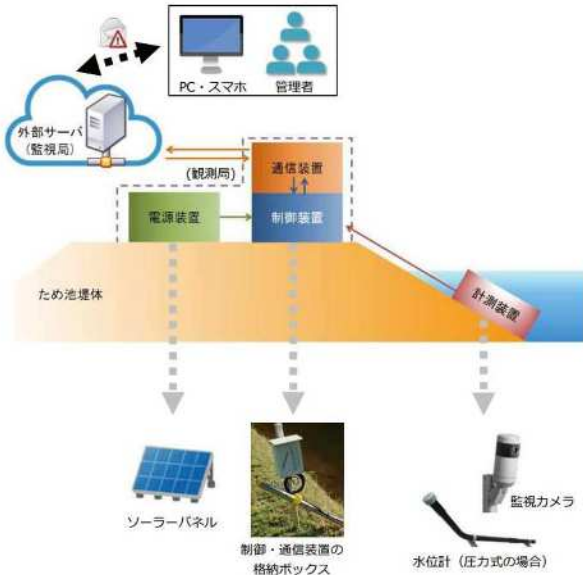 PC・スマホ
管理者
外部サーバ
(監視局)
(観測局)
通信装置
電源装置
制御装置
ため池堤体
計測装置
ソーラーパネル
制御・通信装置の
格納ボックス
監視カメラ
水位計（圧力式の場合）